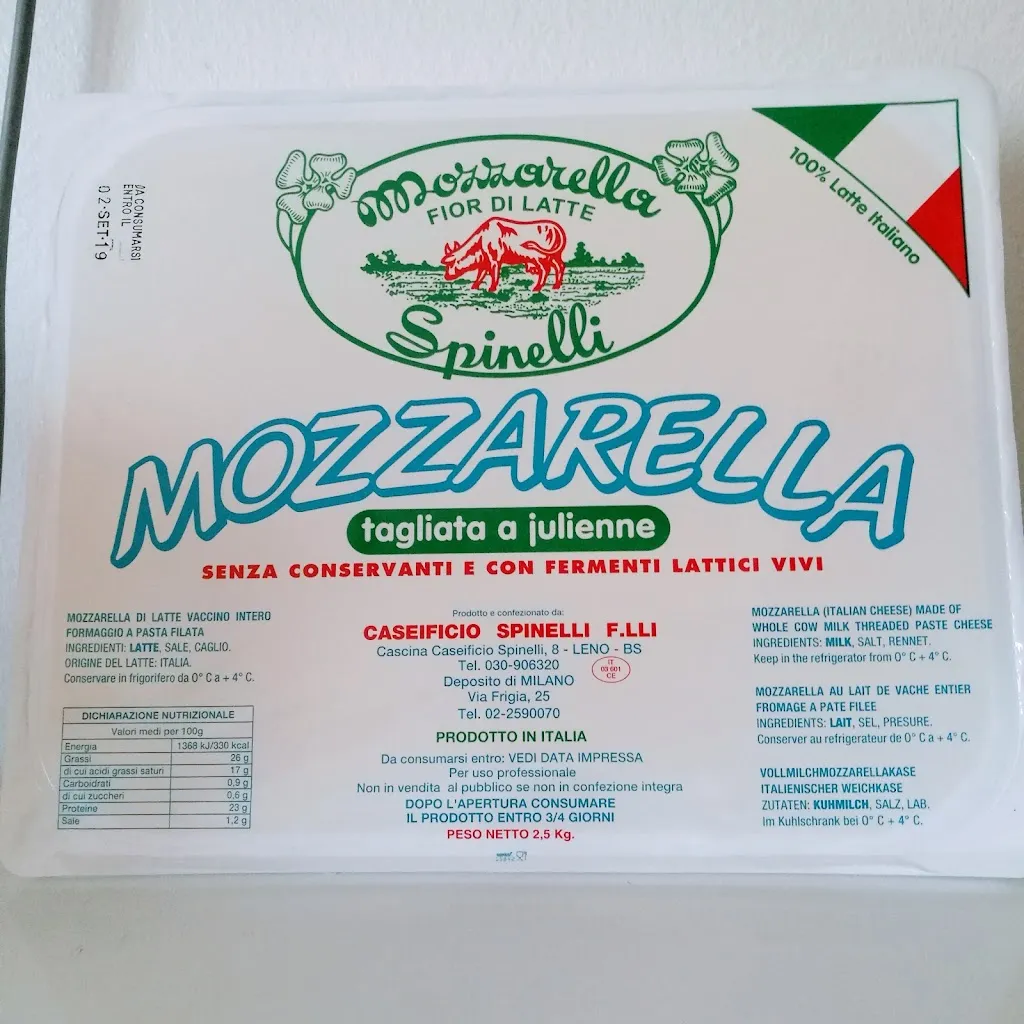 DA CONSUMARSI
ENTRO IL
02·SET·19
Mozzarella
FIOR DI LATTE
Spinelli
100% Latte Italiano
MOZZARELLA
tagliata a julienne
SENZA CONSERVANTI E CON FERMENTI LATTICI VIVI
MOZZARELLA DI LATTE VACCINO INTERO
FORMAGGIO A PASTA FILATA
INGREDIENTI: LATTE, SALE, CAGLIO.
ORIGINE DEL LATTE: ITALIA.
Conservare in frigorifero da 0° C a + 4° C.
DICHIARAZIONE NUTRIZIONALE
Valori medi per 100g
Energia 1368 kJ/330 kcal
Grassi 26 g
di cui acidi grassi saturi 17 g
Carboidrati 0,9 g
di cui zuccheri 0,6 g
Proteine 23 g
Sale 1,2 g
Prodotto e confezionato da:
CASEIFICIO SPINELLI F.LLI
Cascina Caseificio Spinelli, 8 - LENO - BS
Tel. 030-906320
Deposito di MILANO
Via Frigia, 25
Tel. 02-2590070
IT
03 601
CE
PRODOTTO IN ITALIA
Da consumarsi entro: VEDI DATA IMPRESSA
Per uso professionale
Non in vendita al pubblico se non in confezione integra
DOPO L'APERTURA CONSUMARE
IL PRODOTTO ENTRO 3/4 GIORNI
PESO NETTO 2,5 Kg.
MOZZARELLA (ITALIAN CHEESE) MADE OF
WHOLE COW MILK THREADED PASTE CHEESE
INGREDIENTS: MILK, SALT, RENNET.
Keep in the refrigerator from 0° C + 4° C.
MOZZARELLA AU LAIT DE VACHE ENTIER
FROMAGE A PATE FILEE
INGREDIENTS: LAIT, SEL, PRESURE.
Conserver au refrigerateur de 0° C a + 4° C.
VOLLMILCHMOZZARELLAKASE
ITALIENISCHER WEICHKASE
ZUTATEN: KUHMILCH, SALZ, LAB.
Im Kuhlschrank bei 0° C + 4° C.